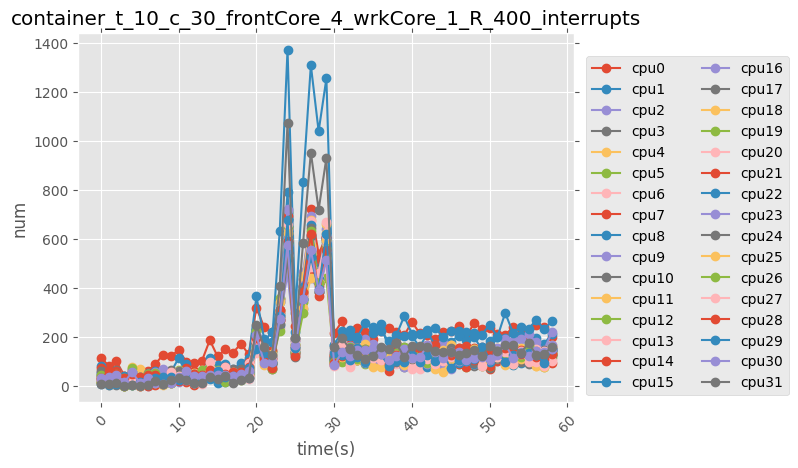 container_t_10_c_30_frontCore_4_wrkCore_1_R_400_interrupts
num
1400
1200
1000
800
600
400
200
0
0 10 20 30 40 50 60
time(s)
cpu0 cpu16
cpu1 cpu17
cpu2 cpu18
cpu3 cpu19
cpu4 cpu20
cpu5 cpu21
cpu6 cpu22
cpu7 cpu23
cpu8 cpu24
cpu9 cpu25
cpu10 cpu26
cpu11 cpu27
cpu12 cpu28
cpu13 cpu29
cpu14 cpu30
cpu15 cpu31